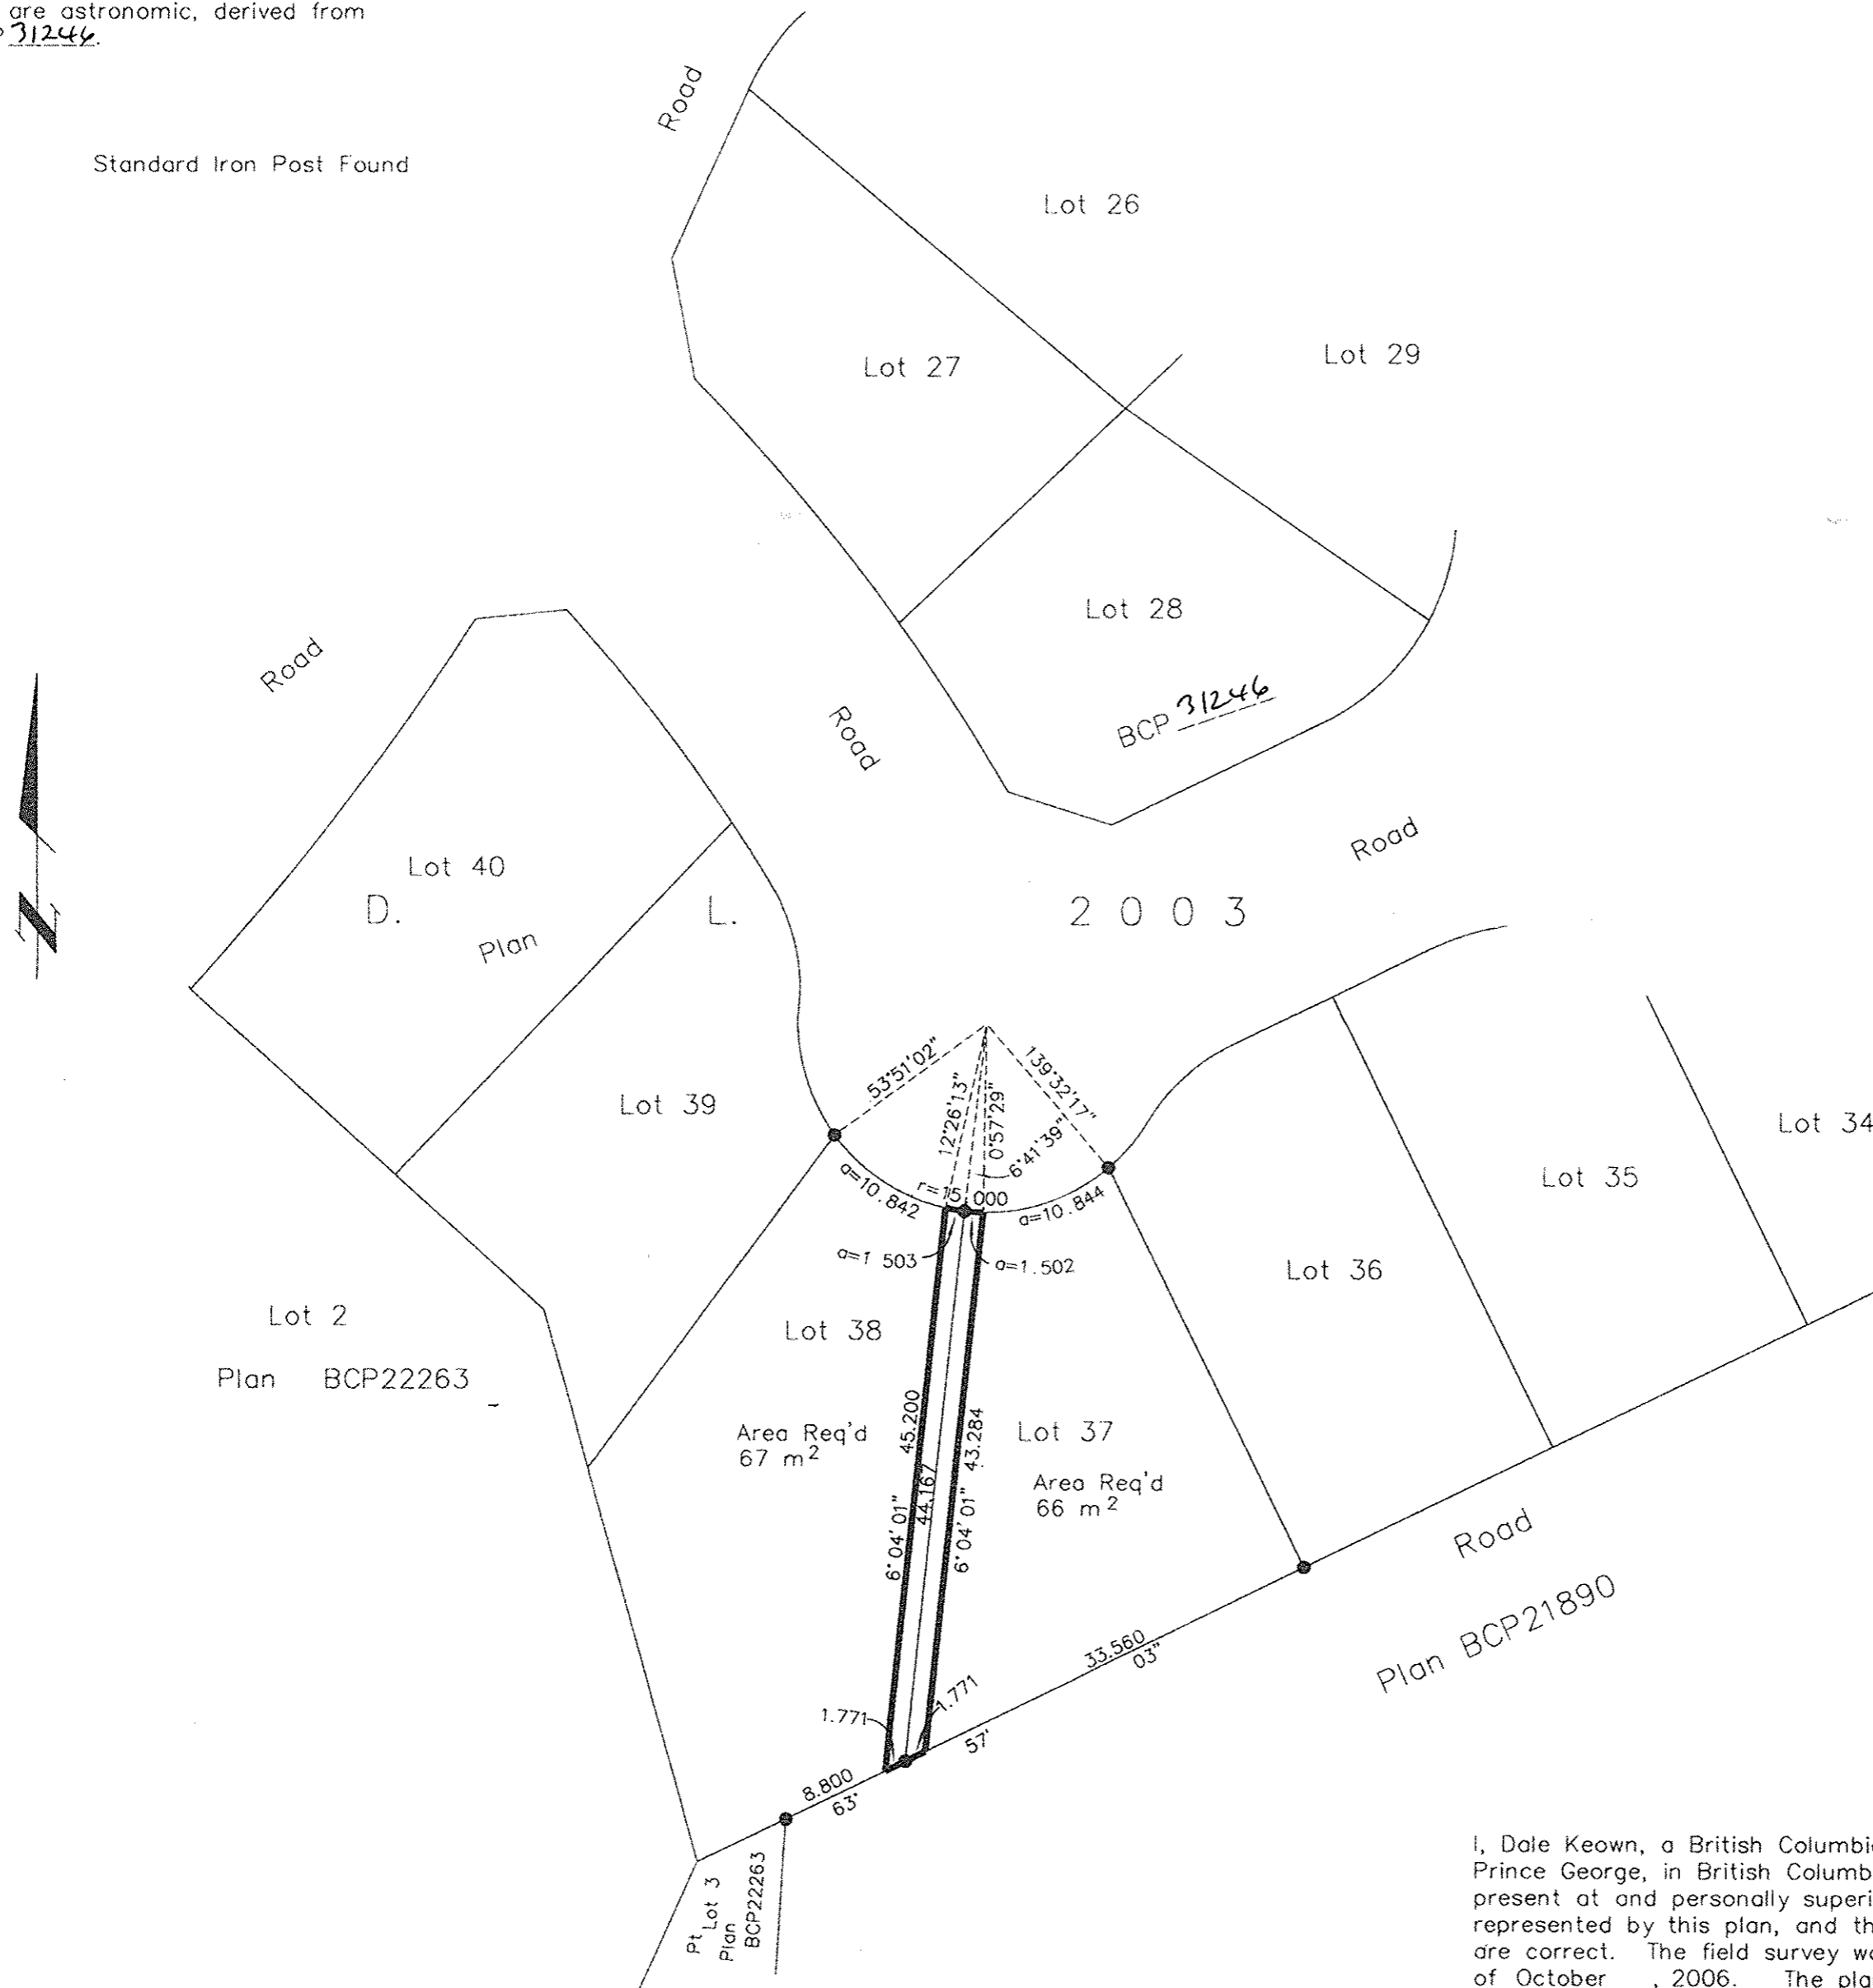 are astronomic, derived from
31246.
Standard Iron Post Found
Road
Lot 26
Lot 27
Lot 29
Lot 28
BCP 31246
Road
Road
Road
Lot 40
D. L. 2003
Plan
N
Lot 39
53°51'02"
12°26'13"
0°57'29"
6°41'39"
139°32'17"
a=10.842
r=15 000
a=10.844
a=1 503
a=1.502
Lot 34
Lot 35
Lot 36
Lot 2
Plan BCP22263
Lot 38
Area Req'd
67 m²
45.200
6°04'01"
44.167
43.284
6°04'01"
Lot 37
Area Req'd
66 m²
Road
Plan BCP21890
33.560
63° 57' 03"
1.771
1.771
8.800
Pt Lot 3
Plan
BCP22263
I, Dale Keown, a British Columbi
Prince George, in British Columb
present at and personally superi
represented by this plan, and th
are correct. The field survey w
of October , 2006. The pla